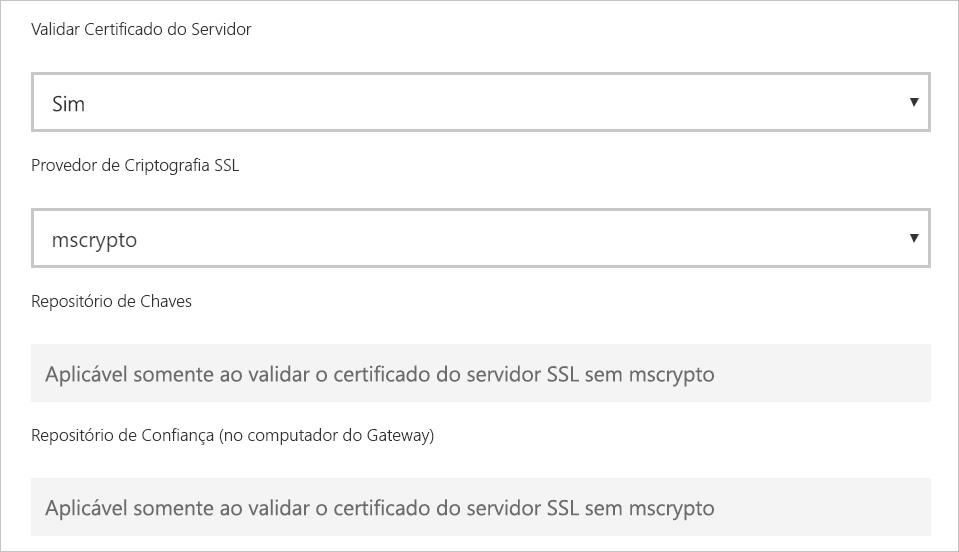 Validar Certificado do Servidor
Sim
Provedor de Criptografia SSL
mscrypto
Repositório de Chaves
Aplicável somente ao validar o certificado do servidor SSL sem mscrypto
Repositório de Confiança (no computador do Gateway)
Aplicável somente ao validar o certificado do servidor SSL sem mscrypto